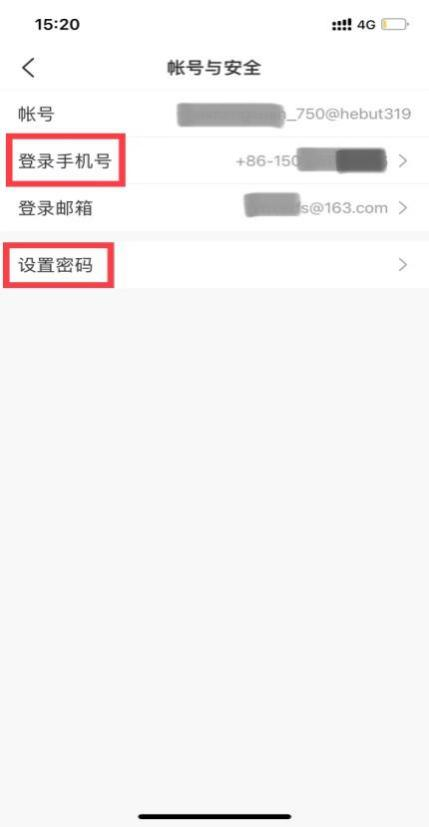 15:20 4G
帐号与安全
帐号 _750@hebut319
登录手机号 +86-150
登录邮箱 s@163.com
设置密码